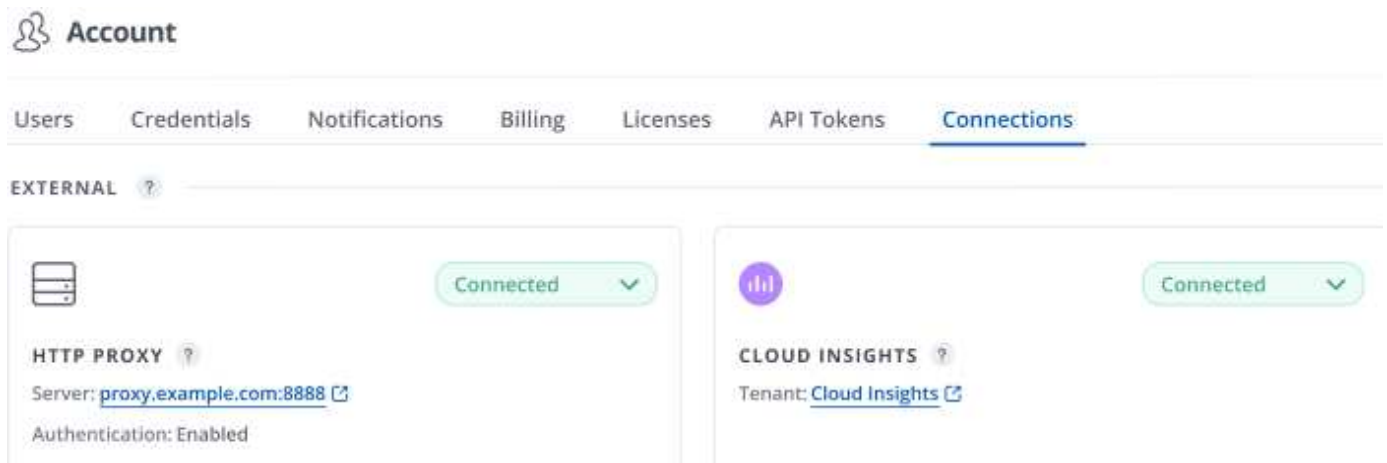 Account
Users Credentials Notifications Billing Licenses API Tokens Connections
EXTERNAL ?
Connected
HTTP PROXY ?
Server: proxy.example.com:8888
Authentication: Enabled
Connected
CLOUD INSIGHTS ?
Tenant: Cloud Insights